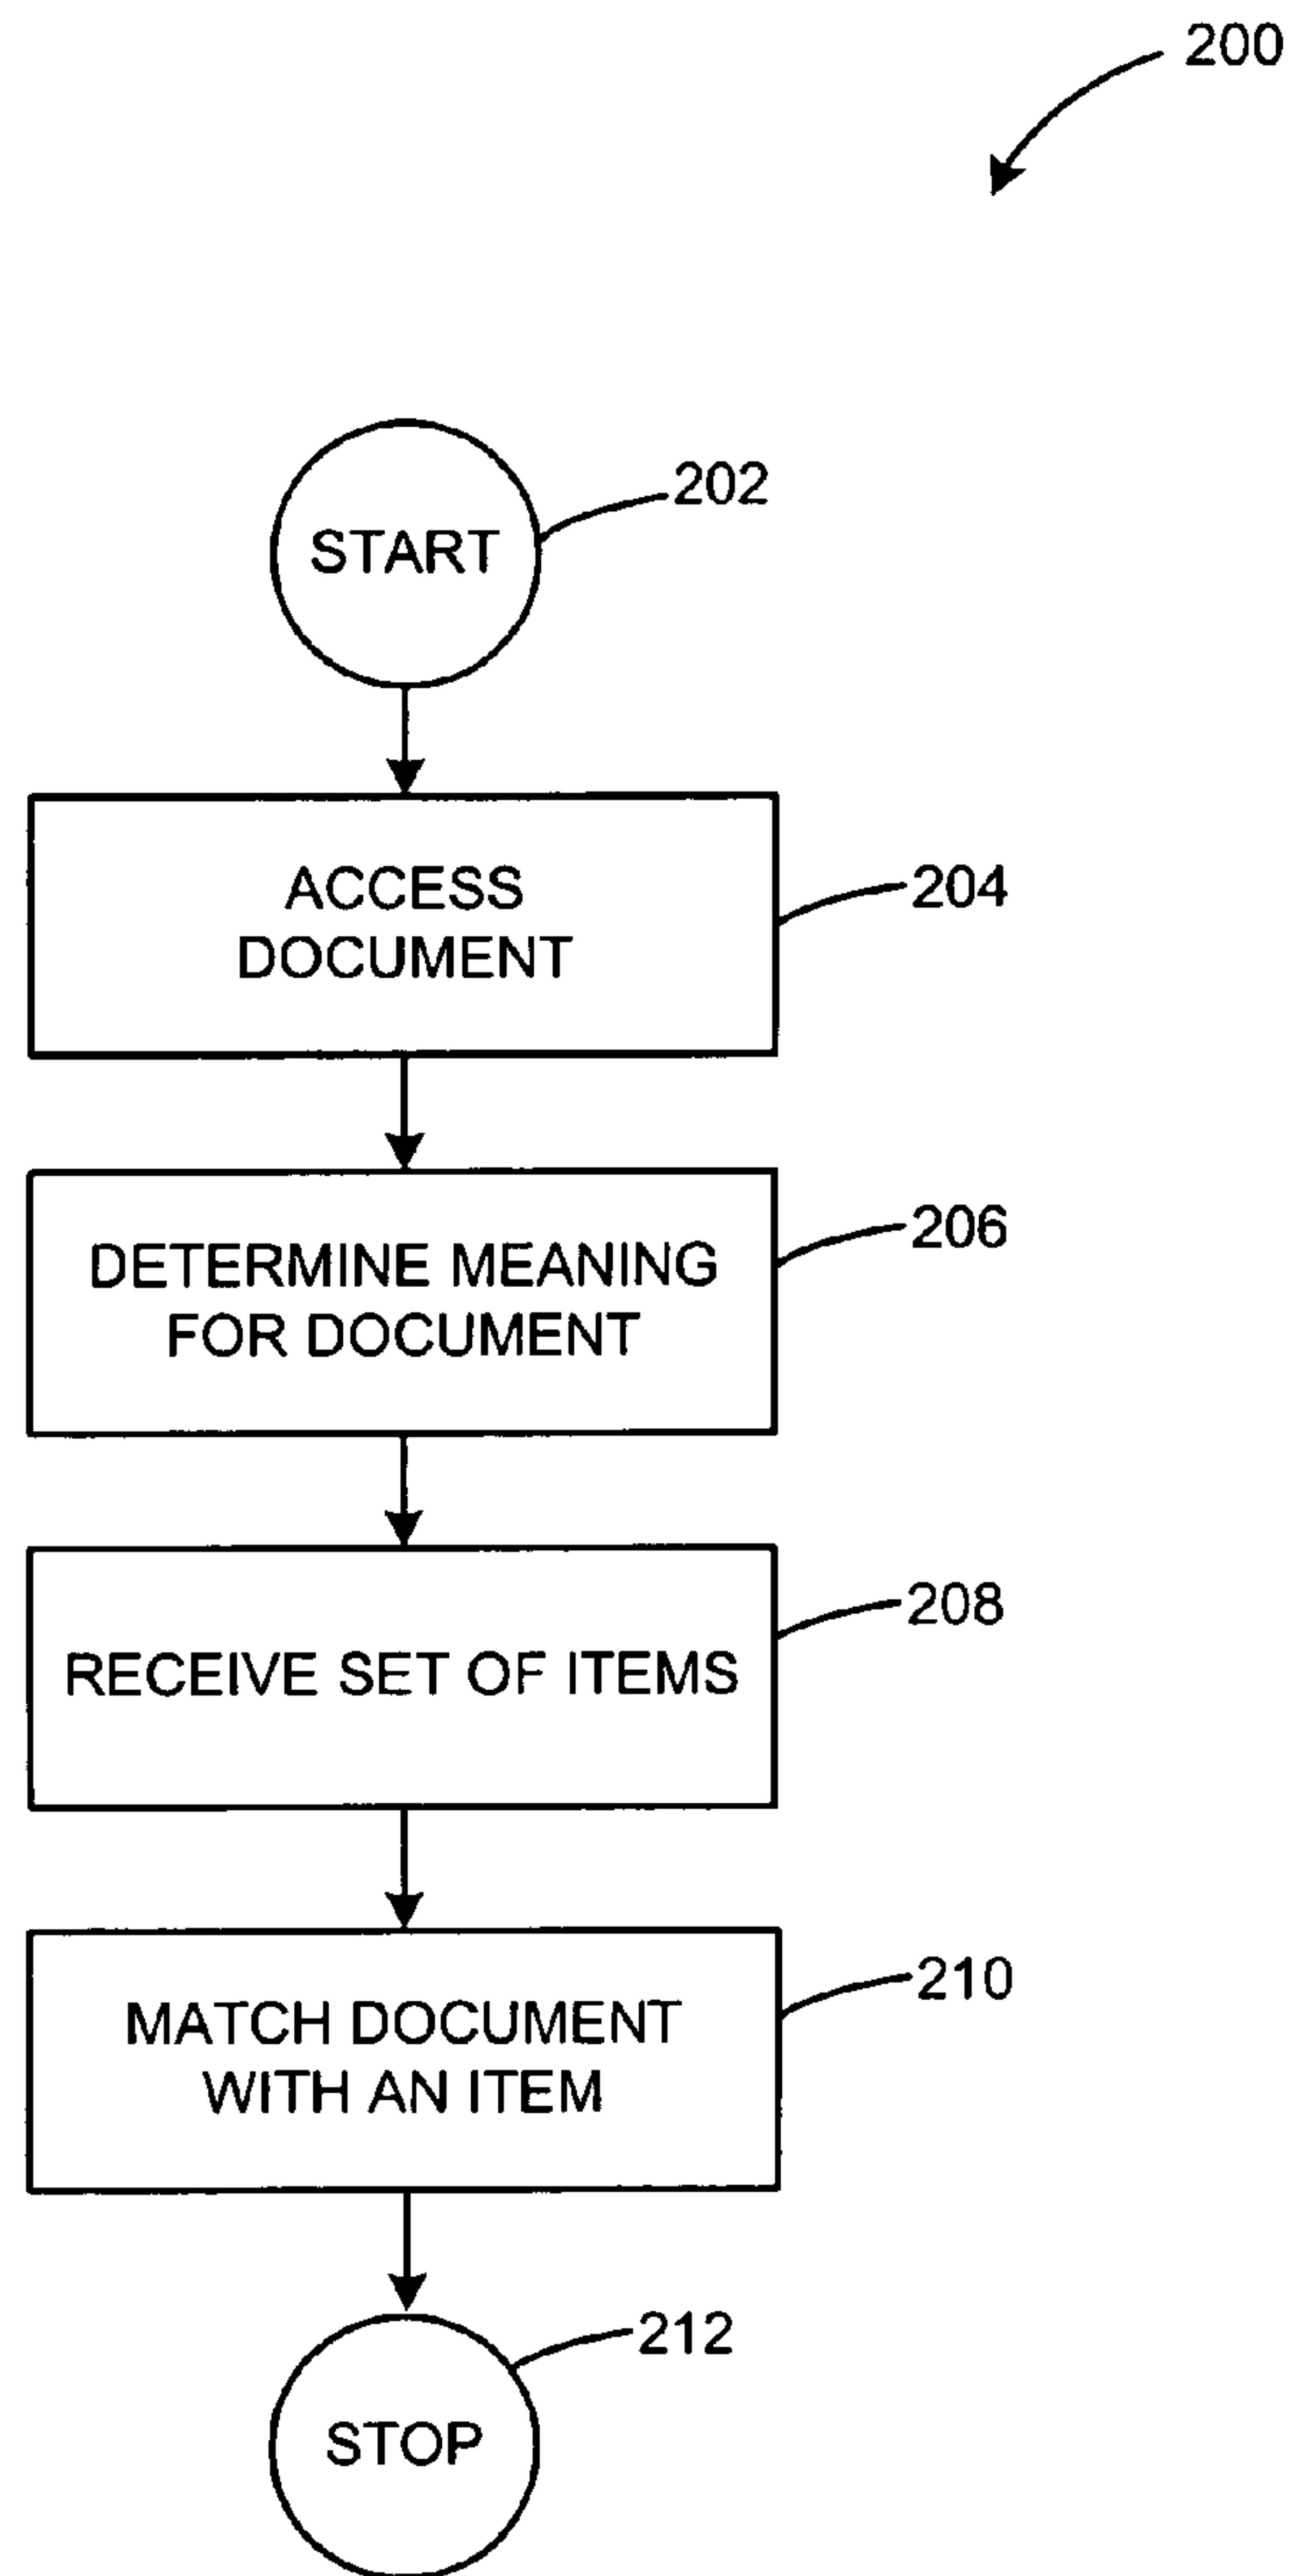 200
START
202
ACCESS
DOCUMENT
204
DETERMINE MEANING
FOR DOCUMENT
206
RECEIVE SET OF ITEMS
208
MATCH DOCUMENT
WITH AN ITEM
210
STOP
212